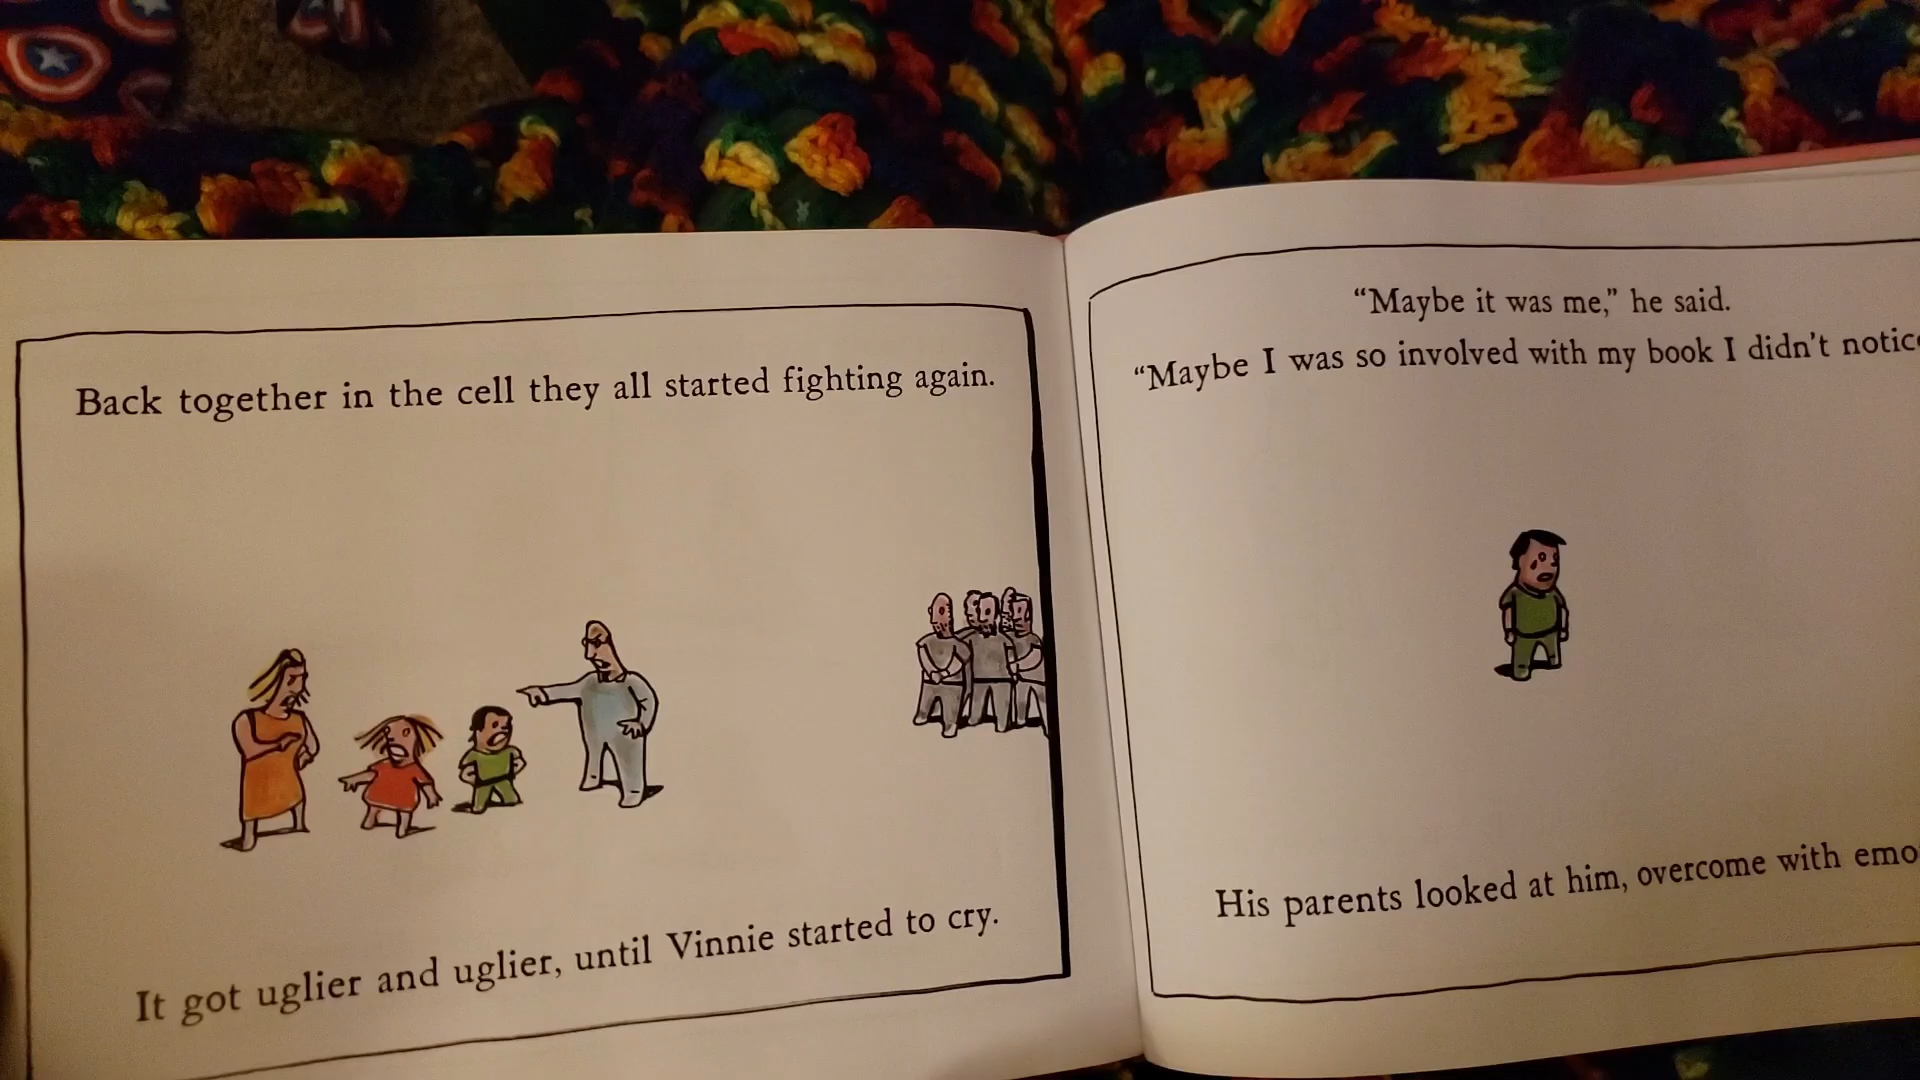 Back together in the cell they all started fighting again.
It got uglier and uglier, until Vinnie started to cry.
“Maybe it was me,” he said.
“Maybe I was so involved with my book I didn't notic
His parents looked at him, overcome with emo